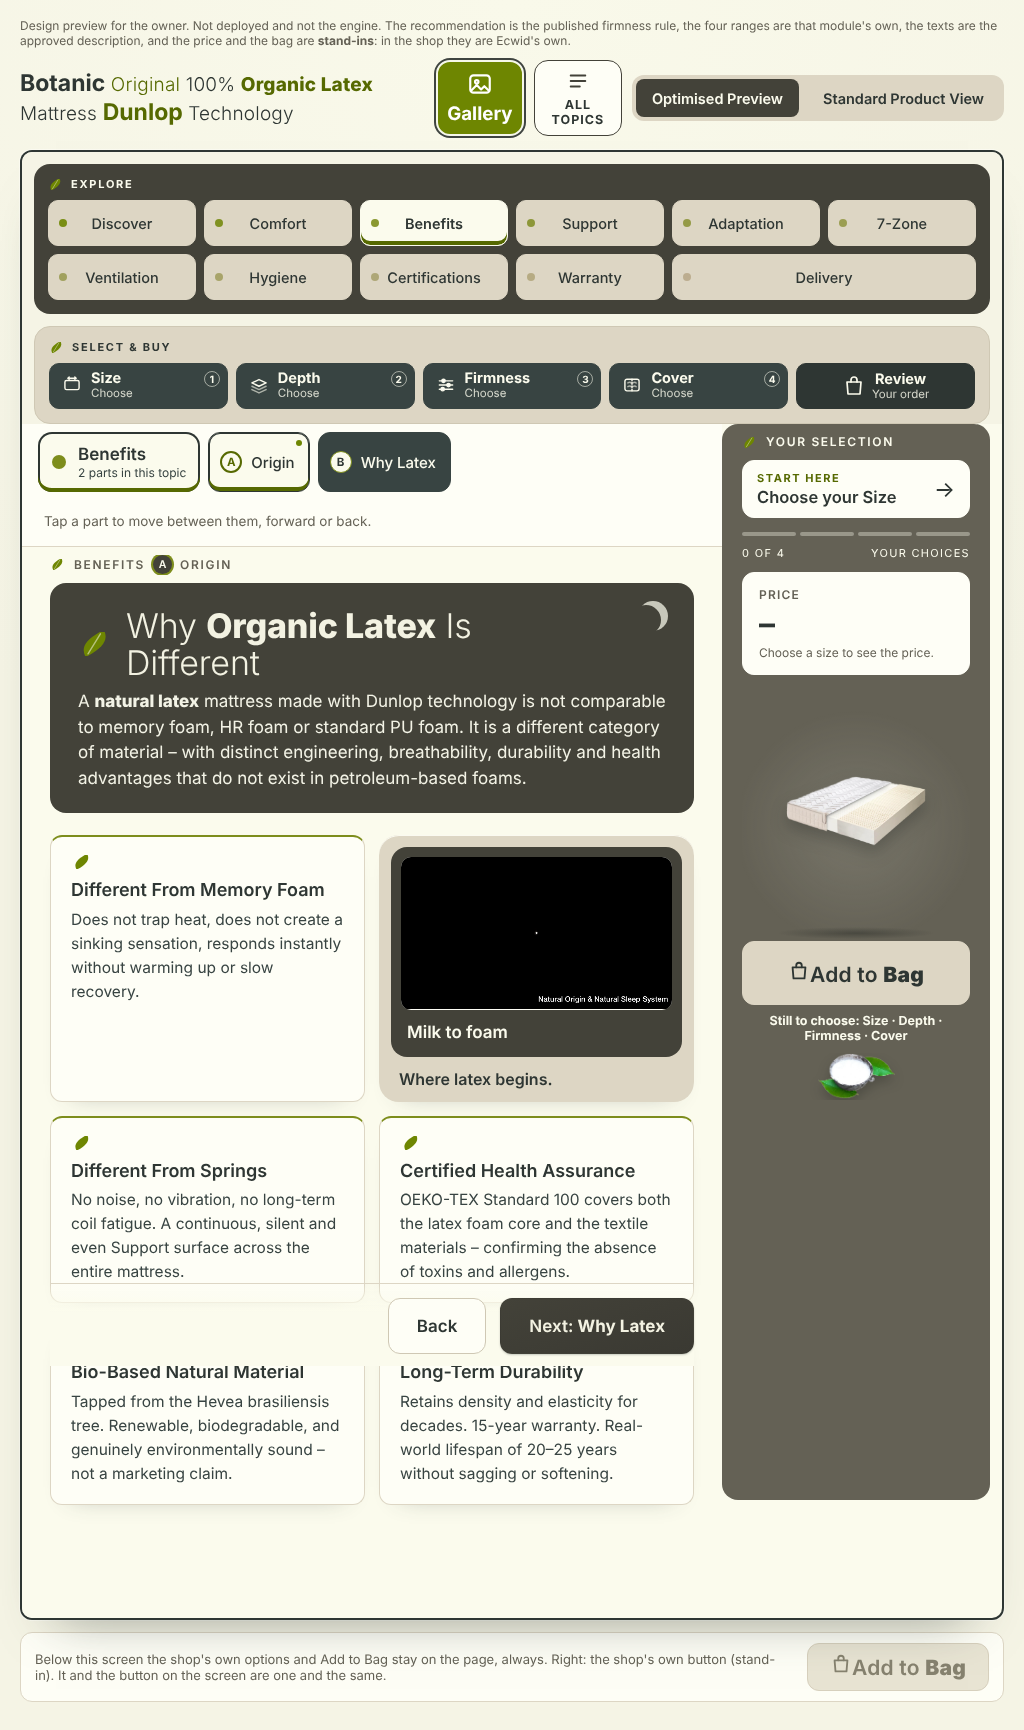 Design preview for the owner. Not deployed and not the engine. The recommendation is the published firmness rule, the four ranges are that module's own, the texts are the
approved description, and the price and the bag are stand-ins: in the shop they are Ecwid's own.
Botanic Original 100% Organic Latex
Mattress Dunlop Technology
Gallery
ALL
TOPICS
Optimised Preview
Standard Product View
EXPLORE
Discover
Comfort
Benefits
Support
Adaptation
7-Zone
Ventilation
Hygiene
Certifications
Warranty
Delivery
SELECT & BUY
Size
Choose
1
Depth
Choose
2
Firmness
Choose
3
Cover
Choose
4
Review
Your order
Benefits
2 parts in this topic
A Origin
B Why Latex
Tap a part to move between them, forward or back.
BENEFITS A ORIGIN
Why Organic Latex Is
Different
A natural latex mattress made with Dunlop technology is not comparable
to memory foam, HR foam or standard PU foam. It is a different category
of material – with distinct engineering, breathability, durability and health
advantages that do not exist in petroleum-based foams.
Different From Memory Foam
Does not trap heat, does not create a
sinking sensation, responds instantly
without warming up or slow
recovery.
Natural Origin & Natural Sleep System
Milk to foam
Where latex begins.
Different From Springs
No noise, no vibration, no long-term
coil fatigue. A continuous, silent and
even Support surface across the
entire mattress.
Certified Health Assurance
OEKO-TEX Standard 100 covers both
the latex foam core and the textile
materials – confirming the absence
of toxins and allergens.
Back
Next: Why Latex
Bio-Based Natural Material
Tapped from the Hevea brasiliensis
tree. Renewable, biodegradable, and
genuinely environmentally sound –
not a marketing claim.
Long-Term Durability
Retains density and elasticity for
decades. 15-year warranty. Real-
world lifespan of 20–25 years
without sagging or softening.
YOUR SELECTION
START HERE
Choose your Size
0 OF 4
YOUR CHOICES
PRICE
–
Choose a size to see the price.
Add to Bag
Still to choose: Size · Depth ·
Firmness · Cover
Below this screen the shop's own options and Add to Bag stay on the page, always. Right: the shop's own button (stand-
in). It and the button on the screen are one and the same.
Add to Bag